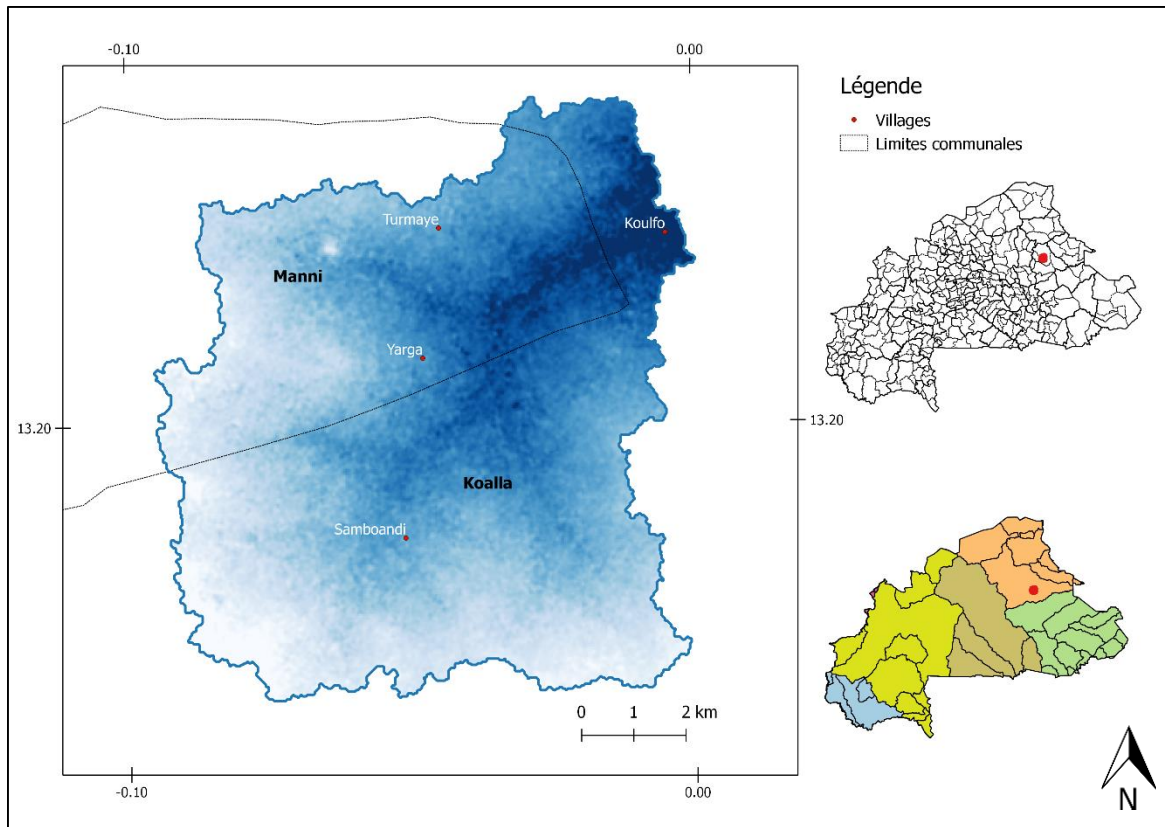 -0.10
0.00
Légende
Villages
Limites communales
Turmaye
Koulfo
Manni
Yarga
13.20
13.20
Koalla
Samboandi
0 1 2 km
-0.10
0.00
N